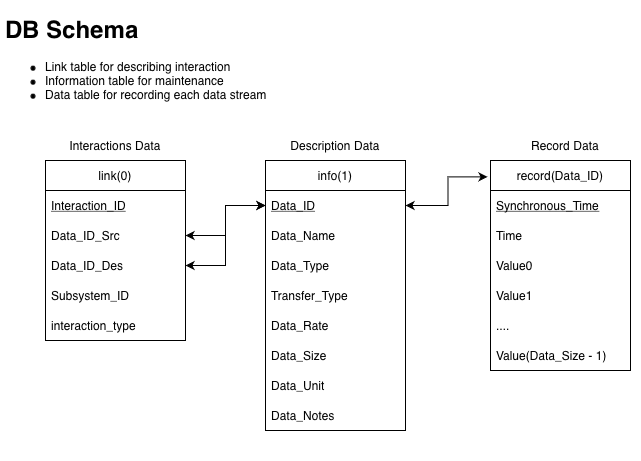 DB Schema
Link table for describing interaction
Information table for maintenance
Data table for recording each data stream
Interactions Data
link(0)
Interaction_ID
Data_ID_Src
Data_ID_Des
Subsystem_ID
interaction_type
Description Data
info(1)
Data_ID
Data_Name
Data_Type
Transfer_Type
Data_Rate
Data_Size
Data_Unit
Data_Notes
Record Data
record(Data_ID)
Synchronous_Time
Time
Value0
Value1
....
Value(Data_Size - 1)